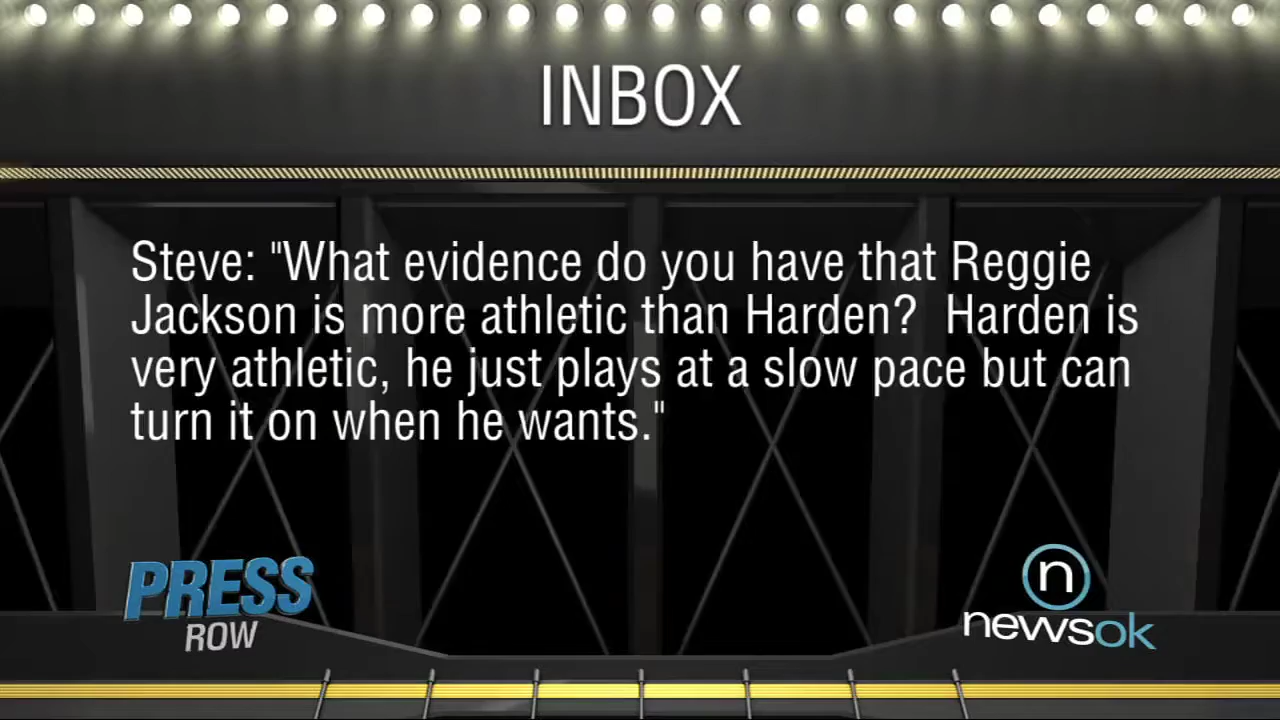 INBOX
Steve: "What evidence do you have that Reggie
Jackson is more athletic than Harden?  Harden is
very athletic, he just plays at a slow pace but can
turn it on when he wants."
PRESS
ROW
n
newsok